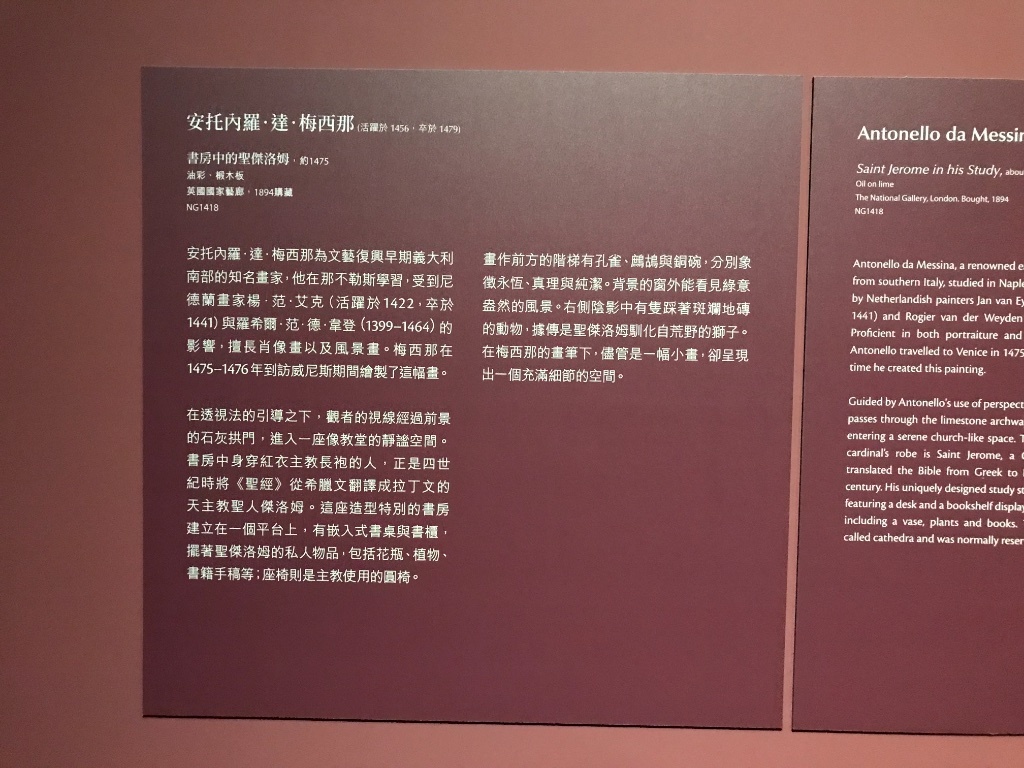 安托內羅·達·梅西那 (活躍於 1456，卒於 1479)
書房中的聖傑洛姆，約1475
油彩，椴木板
英國國家藝廊，1894購藏
NG1418
安托內羅·達·梅西那為文藝復興早期義大利
南部的知名畫家，他在那不勒斯學習，受到尼
德蘭畫家楊·范·艾克（活躍於1422，卒於
1441）與羅希爾·范·德·韋登（1399–1464）的
影響，擅長肖像畫以及風景畫。梅西那在
1475–1476年到訪威尼斯期間繪製了這幅畫。
在透視法的引導之下，觀者的視線經過前景
的石灰拱門，進入一座像教堂的靜謐空間。
書房中身穿紅衣主教長袍的人，正是四世
紀時將《聖經》從希臘文翻譯成拉丁文的
天主教聖人傑洛姆。這座造型特別的書房
建立在一個平台上，有嵌入式書桌與書櫃，
擺著聖傑洛姆的私人物品，包括花瓶、植物、
書籍手稿等；座椅則是主教使用的圓椅。
畫作前方的階梯有孔雀、鷓鴣與銅碗，分別象
徵永恆、真理與純潔。背景的窗外能看見綠意
盎然的風景。右側陰影中有隻踩著斑斕地磚
的動物，據傳是聖傑洛姆馴化自荒野的獅子。
在梅西那的畫筆下，儘管是一幅小畫，卻呈現
出一個充滿細節的空間。
Antonello da Messin
Saint Jerome in his Study, abou
Oil on lime
The National Gallery, London. Bought, 1894
NG1418
Antonello da Messina, a renowned e
from southern Italy, studied in Naple
by Netherlandish painters Jan van Ey
1441) and Rogier van der Weyden
Proficient in both portraiture and
Antonello travelled to Venice in 1475
time he created this painting.
Guided by Antonello's use of perspect
passes through the limestone archwa
entering a serene church-like space. T
cardinal's robe is Saint Jerome, a
translated the Bible from Greek to
century. His uniquely designed study st
featuring a desk and a bookshelf display
including a vase, plants and books.
called cathedra and was normally reser